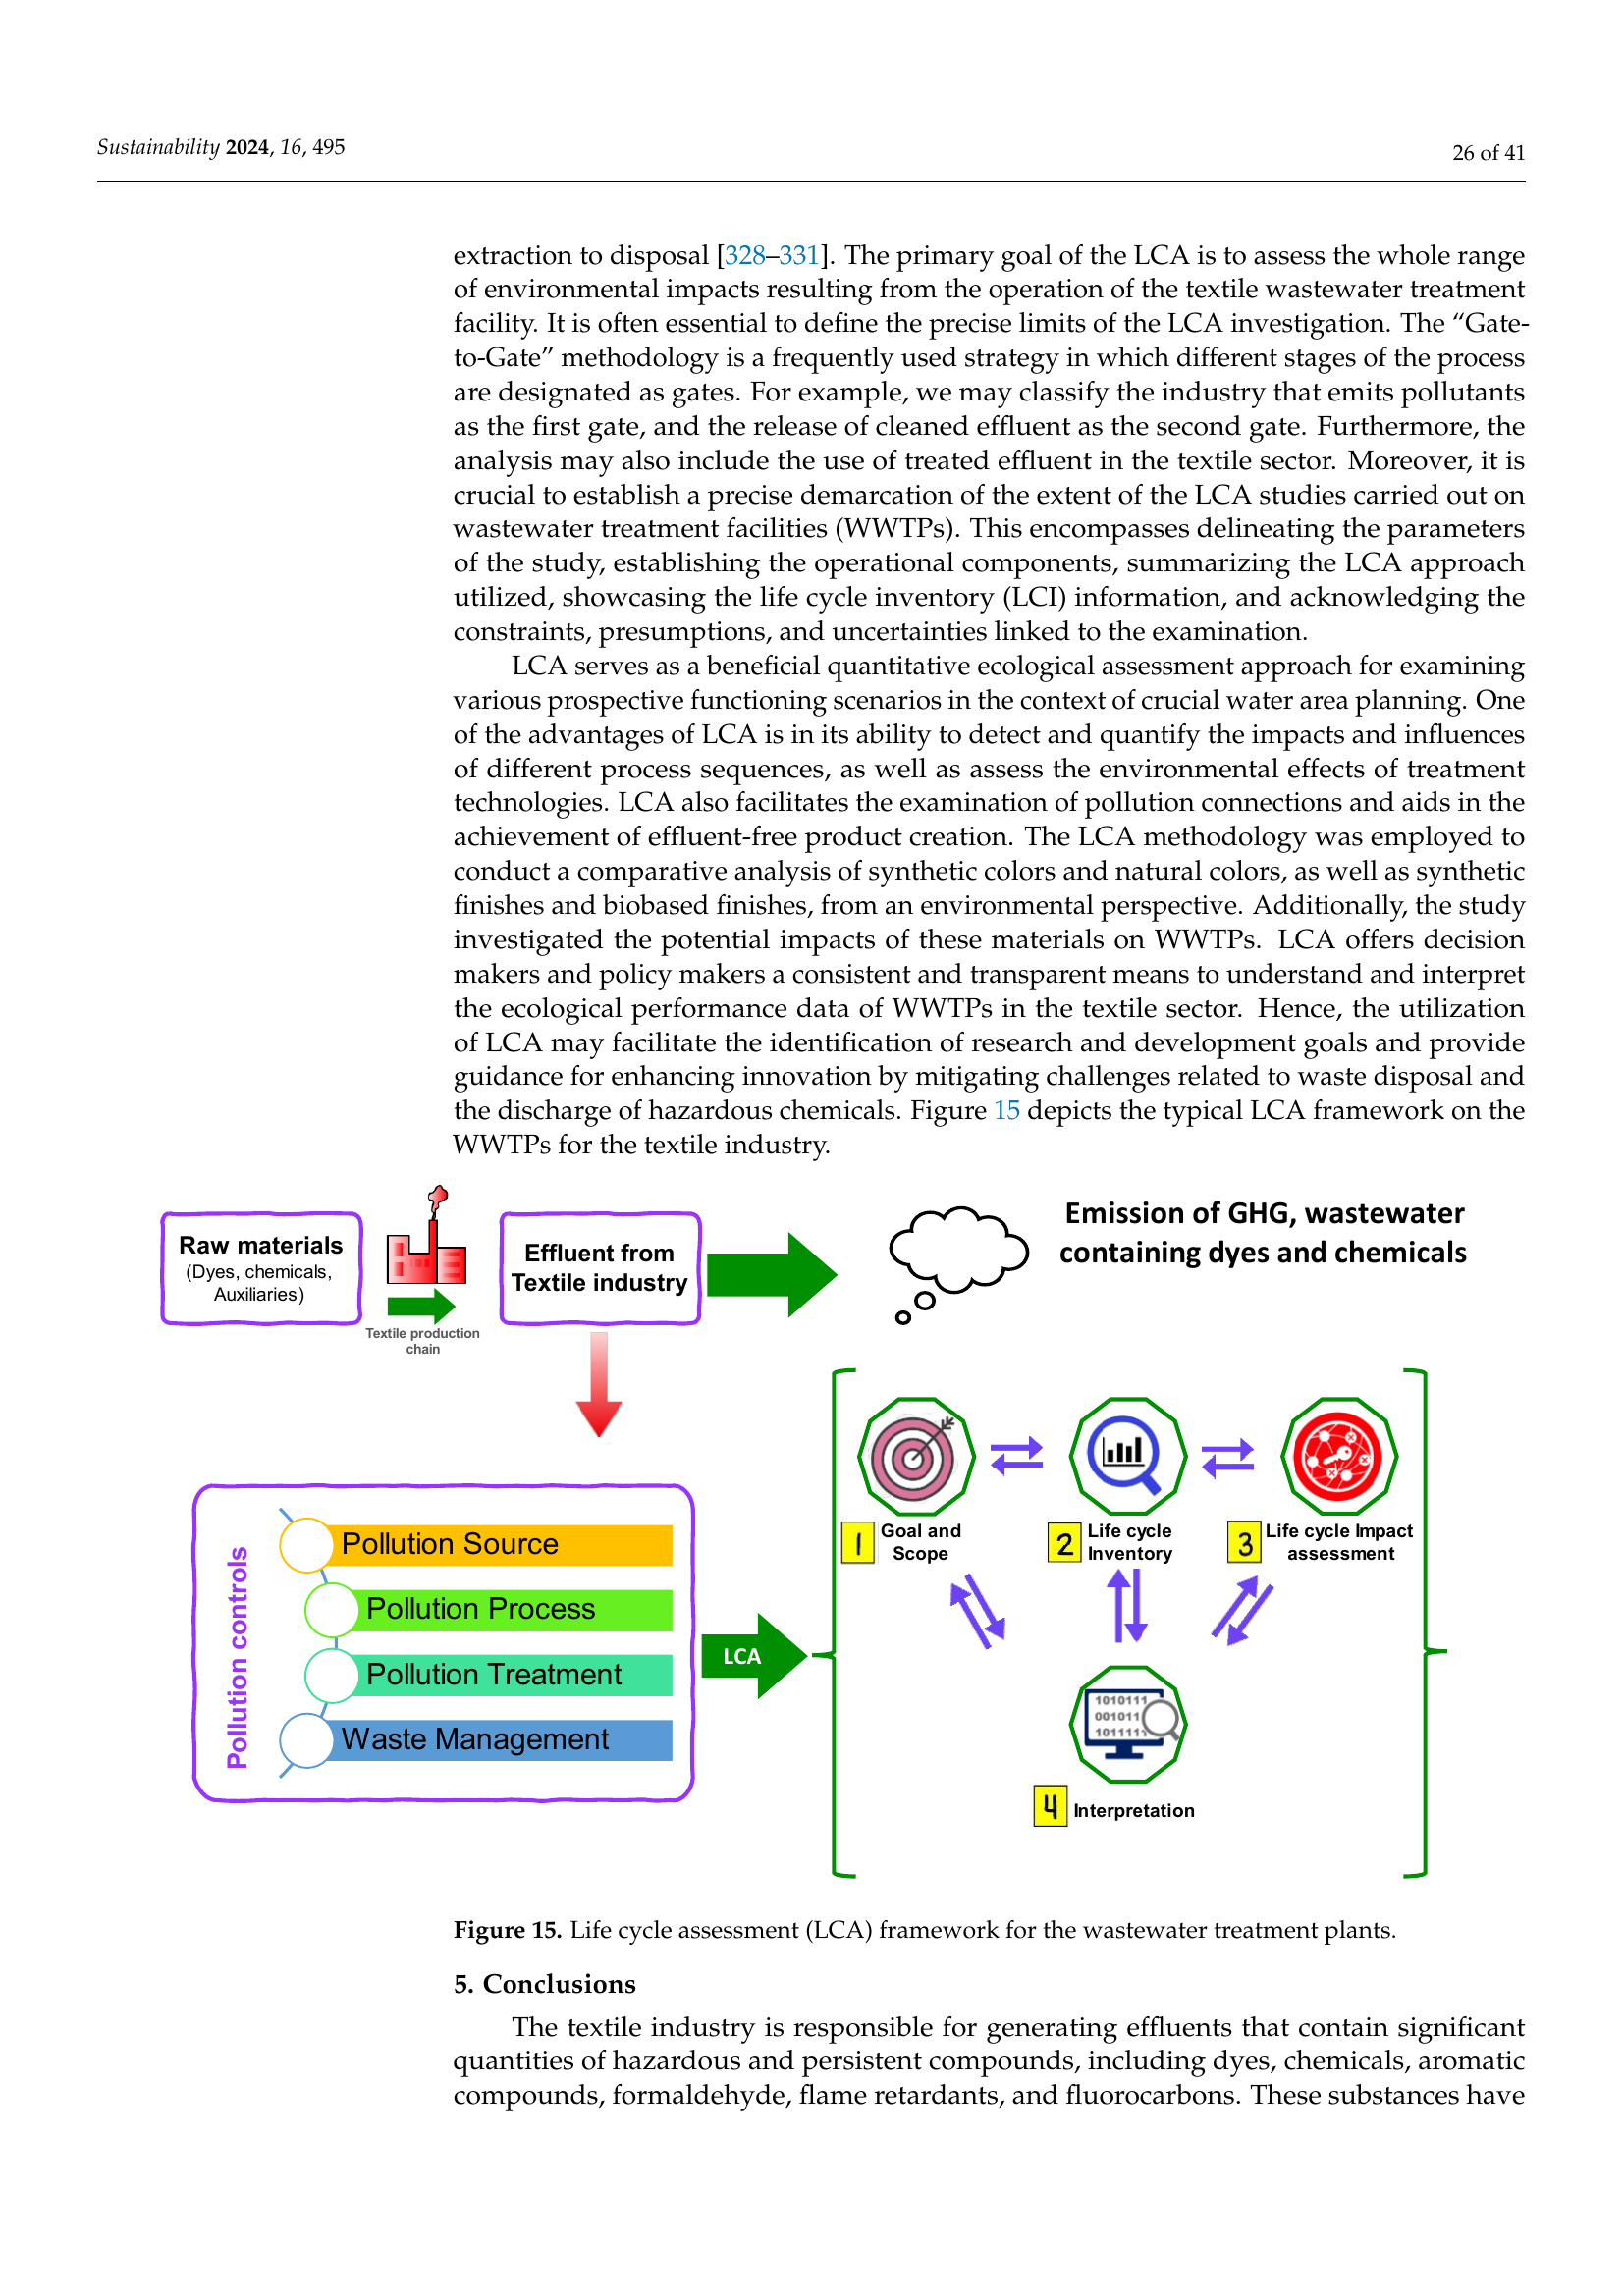 Sustainability 2024, 16, 495
26 of 41
extraction to disposal [328–331]. The primary goal of the LCA is to assess the whole range
of environmental impacts resulting from the operation of the textile wastewater treatment
facility. It is often essential to define the precise limits of the LCA investigation. The “Gate-
to-Gate” methodology is a frequently used strategy in which different stages of the process
are designated as gates. For example, we may classify the industry that emits pollutants
as the first gate, and the release of cleaned effluent as the second gate. Furthermore, the
analysis may also include the use of treated effluent in the textile sector. Moreover, it is
crucial to establish a precise demarcation of the extent of the LCA studies carried out on
wastewater treatment facilities (WWTPs). This encompasses delineating the parameters
of the study, establishing the operational components, summarizing the LCA approach
utilized, showcasing the life cycle inventory (LCI) information, and acknowledging the
constraints, presumptions, and uncertainties linked to the examination.
LCA serves as a beneficial quantitative ecological assessment approach for examining
various prospective functioning scenarios in the context of crucial water area planning. One
of the advantages of LCA is in its ability to detect and quantify the impacts and influences
of different process sequences, as well as assess the environmental effects of treatment
technologies. LCA also facilitates the examination of pollution connections and aids in the
achievement of effluent-free product creation. The LCA methodology was employed to
conduct a comparative analysis of synthetic colors and natural colors, as well as synthetic
finishes and biobased finishes, from an environmental perspective. Additionally, the study
investigated the potential impacts of these materials on WWTPs. LCA offers decision
makers and policy makers a consistent and transparent means to understand and interpret
the ecological performance data of WWTPs in the textile sector. Hence, the utilization
of LCA may facilitate the identification of research and development goals and provide
guidance for enhancing innovation by mitigating challenges related to waste disposal and
the discharge of hazardous chemicals. Figure 15 depicts the typical LCA framework on the
WWTPs for the textile industry.
Raw materials
(Dyes, chemicals,
Auxiliaries)
Textile production
chain
Effluent from
Textile industry
Emission of GHG, wastewater
containing dyes and chemicals
Pollution controls
Pollution Source
Pollution Process
Pollution Treatment
Waste Management
LCA
1 Goal and
Scope
2 Life cycle
Inventory
3 Life cycle Impact
assessment
1010111
001011
101111
4 Interpretation
Figure 15. Life cycle assessment (LCA) framework for the wastewater treatment plants.
5. Conclusions
The textile industry is responsible for generating effluents that contain significant
quantities of hazardous and persistent compounds, including dyes, chemicals, aromatic
compounds, formaldehyde, flame retardants, and fluorocarbons. These substances have